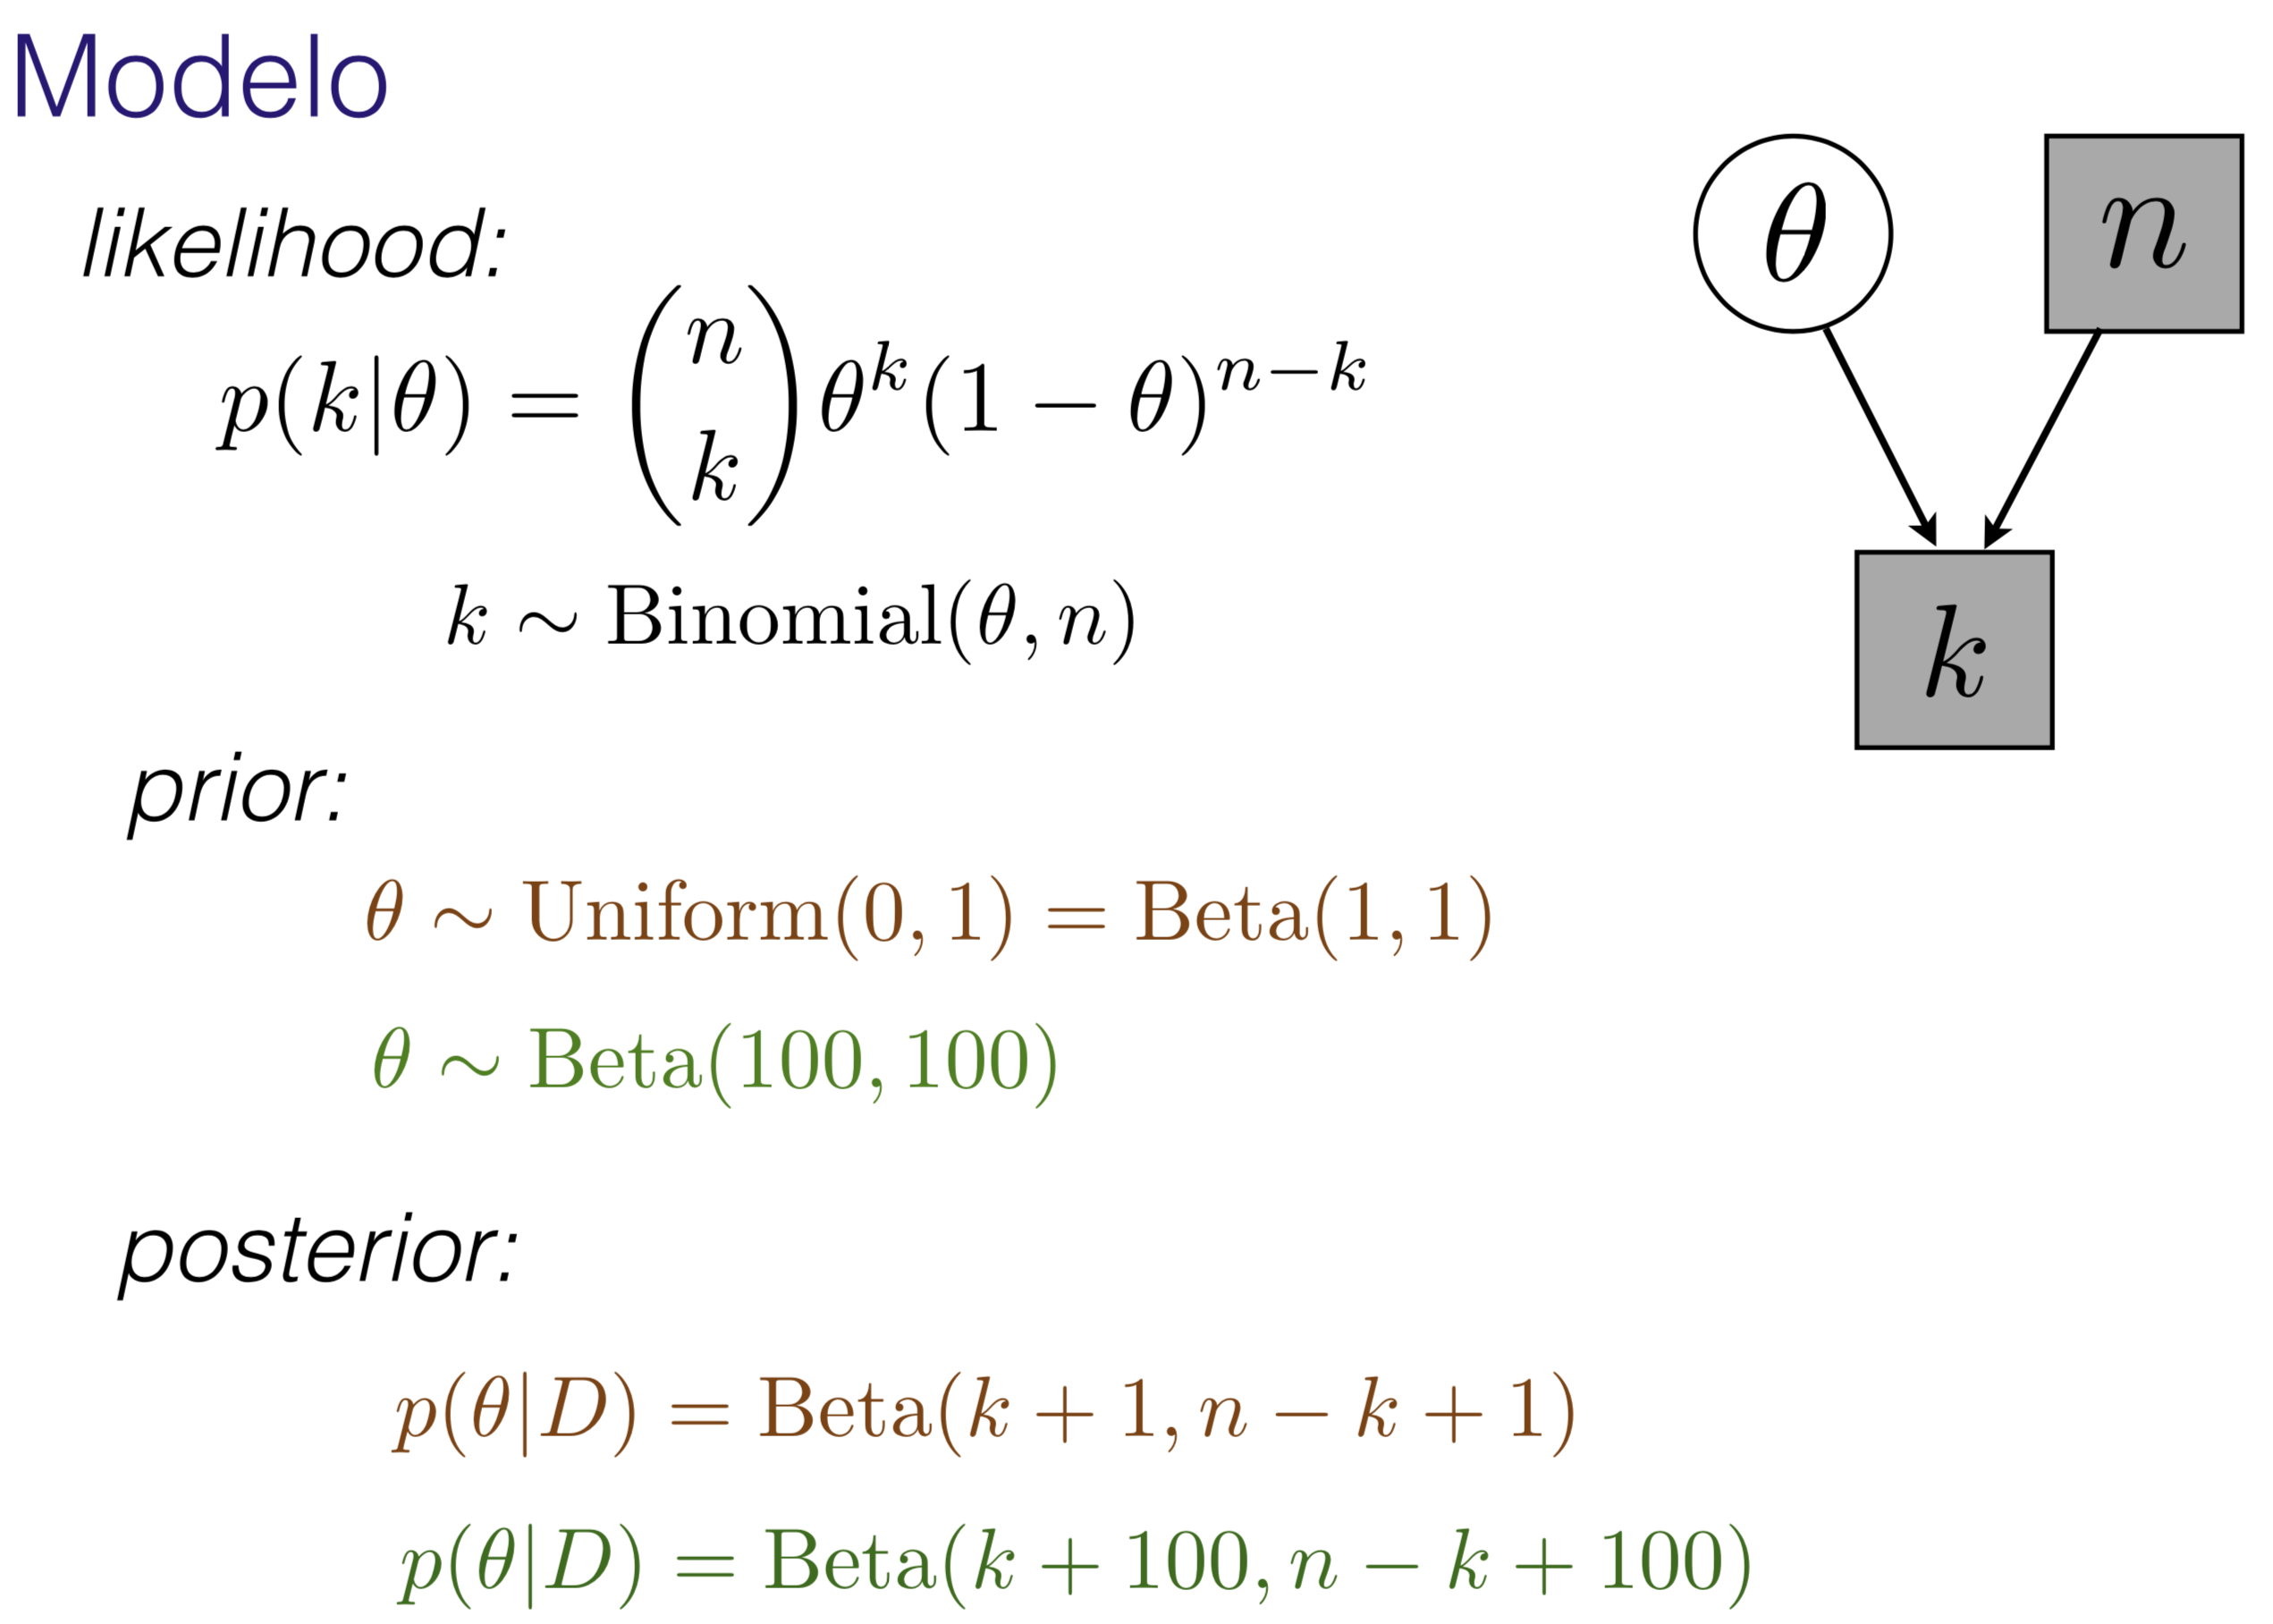 Modelo
likelihood:
p(k|θ) = (n k) θ^k (1 − θ)^{n−k}
k ∼ Binomial(θ, n)
prior:
θ ∼ Uniform(0, 1) = Beta(1, 1)
θ ∼ Beta(100, 100)
posterior:
p(θ|D) = Beta(k + 1, n − k + 1)
p(θ|D) = Beta(k + 100, n − k + 100)
θ
n
k